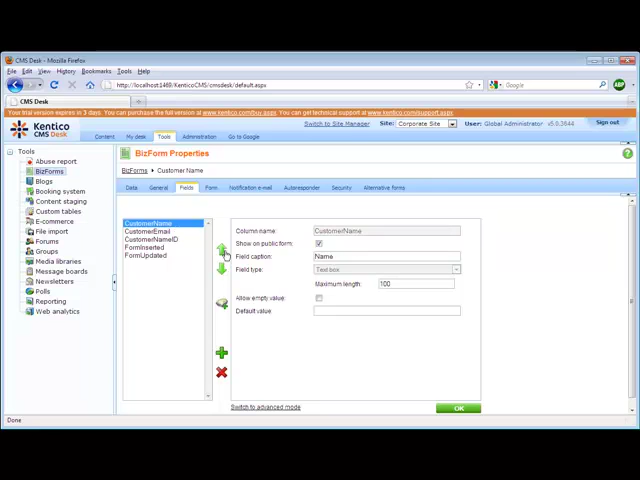 CMS Desk - Mozilla Firefox
File Edit View History Bookmarks Tools Help
http://localhost:1469/KenticoCMS/cmsdesk/default.aspx
Google
ABP
CMS Desk
Your trial version expires in 3 days. You can purchase the full version at www.kentico.com/buy.aspx. You can get technical support at www.kentico.com/support.aspx.
Kentico CMS Desk
Switch to Site Manager Site: Corporate Site User: Global Administrator v5.0.3644 Sign out
Content My desk Tools Administration Go to Google
Tools
Abuse report
BizForms
Blogs
Booking system
Content staging
Custom tables
E-commerce
File import
Forums
Groups
Media libraries
Message boards
Newsletters
Polls
Reporting
Web analytics
BizForm Properties
BizForms Customer Name
Data General Fields Form Notification e-mail Autoresponder Security Alternative forms
CustomerName
CustomerEmail
CustomerNameID
FormInserted
FormUpdated
Column name: CustomerName
Show on public form:
Field caption: Name
Field type: Text box
Maximum length: 100
Allow empty value:
Default value:
Switch to advanced mode
OK
Done